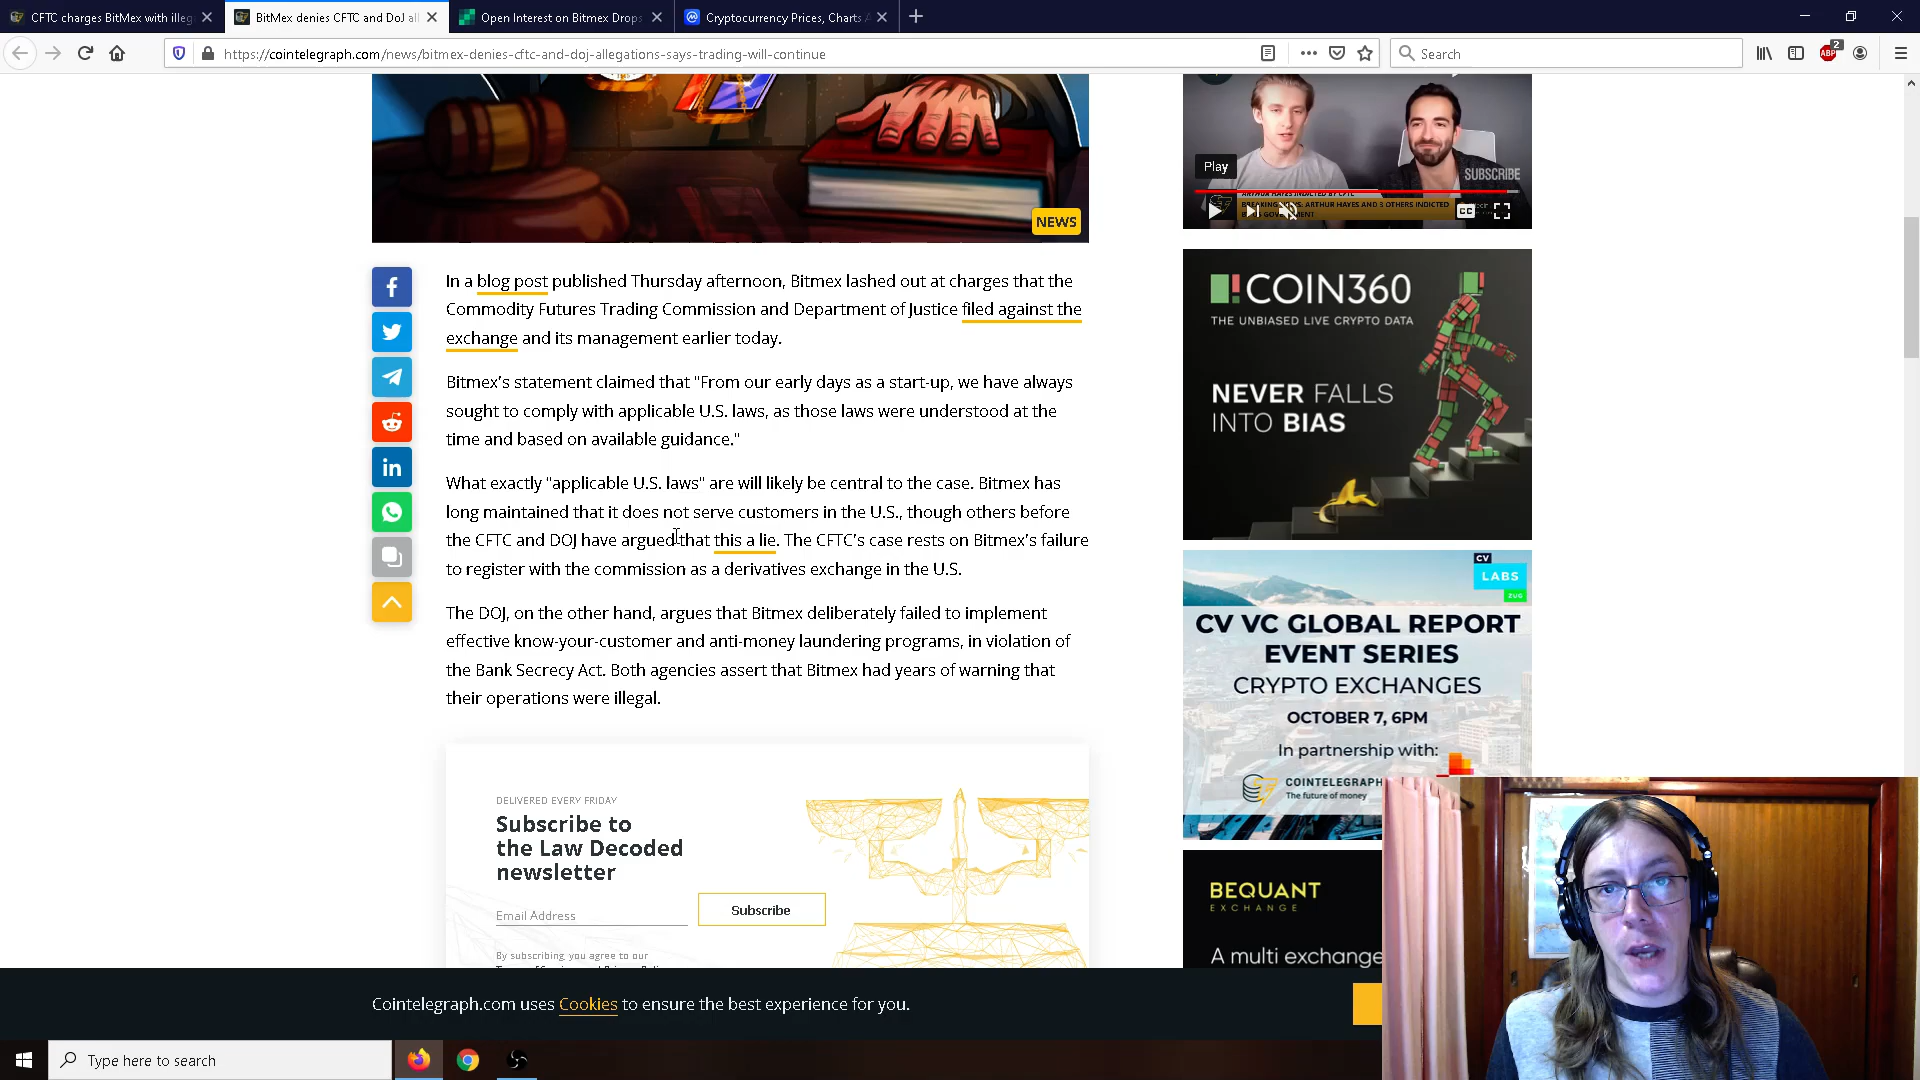 CFTC charges BitMex with illeg
BitMex denies CFTC and DoJ all
Open Interest on Bitmex Drops
Cryptocurrency Prices, Charts A
https://cointelegraph.com/news/bitmex-denies-cftc-and-doj-allegations-says-trading-will-continue
Search
ABP
2
NEWS
Play
SUBSCRIBE
ARTHUR HAYES INDICTED BY CFTC
CC
In a blog post published Thursday afternoon, Bitmex lashed out at charges that the
Commodity Futures Trading Commission and Department of Justice filed against the
exchange and its management earlier today.
Bitmex's statement claimed that "From our early days as a start-up, we have always
sought to comply with applicable U.S. laws, as those laws were understood at the
time and based on available guidance."
What exactly "applicable U.S. laws" are will likely be central to the case. Bitmex has
long maintained that it does not serve customers in the U.S., though others before
the CFTC and DOJ have argued that this a lie. The CFTC's case rests on Bitmex's failure
to register with the commission as a derivatives exchange in the U.S.
The DOJ, on the other hand, argues that Bitmex deliberately failed to implement
effective know-your-customer and anti-money laundering programs, in violation of
the Bank Secrecy Act. Both agencies assert that Bitmex had years of warning that
their operations were illegal.
COIN360
THE UNBIASED LIVE CRYPTO DATA
NEVER FALLS
INTO BIAS
CV
LABS
ZUG
CV VC GLOBAL REPORT
EVENT SERIES
CRYPTO EXCHANGES
OCTOBER 7, 6PM
In partnership with:
COINTELEGRAPH
The future of money
BEQUANT
EXCHANGE
A multi exchange
DELIVERED EVERY FRIDAY
Subscribe to
the Law Decoded
newsletter
Email Address
Subscribe
By subscribing, you agree to our
Cointelegraph.com uses Cookies to ensure the best experience for you.
Type here to search